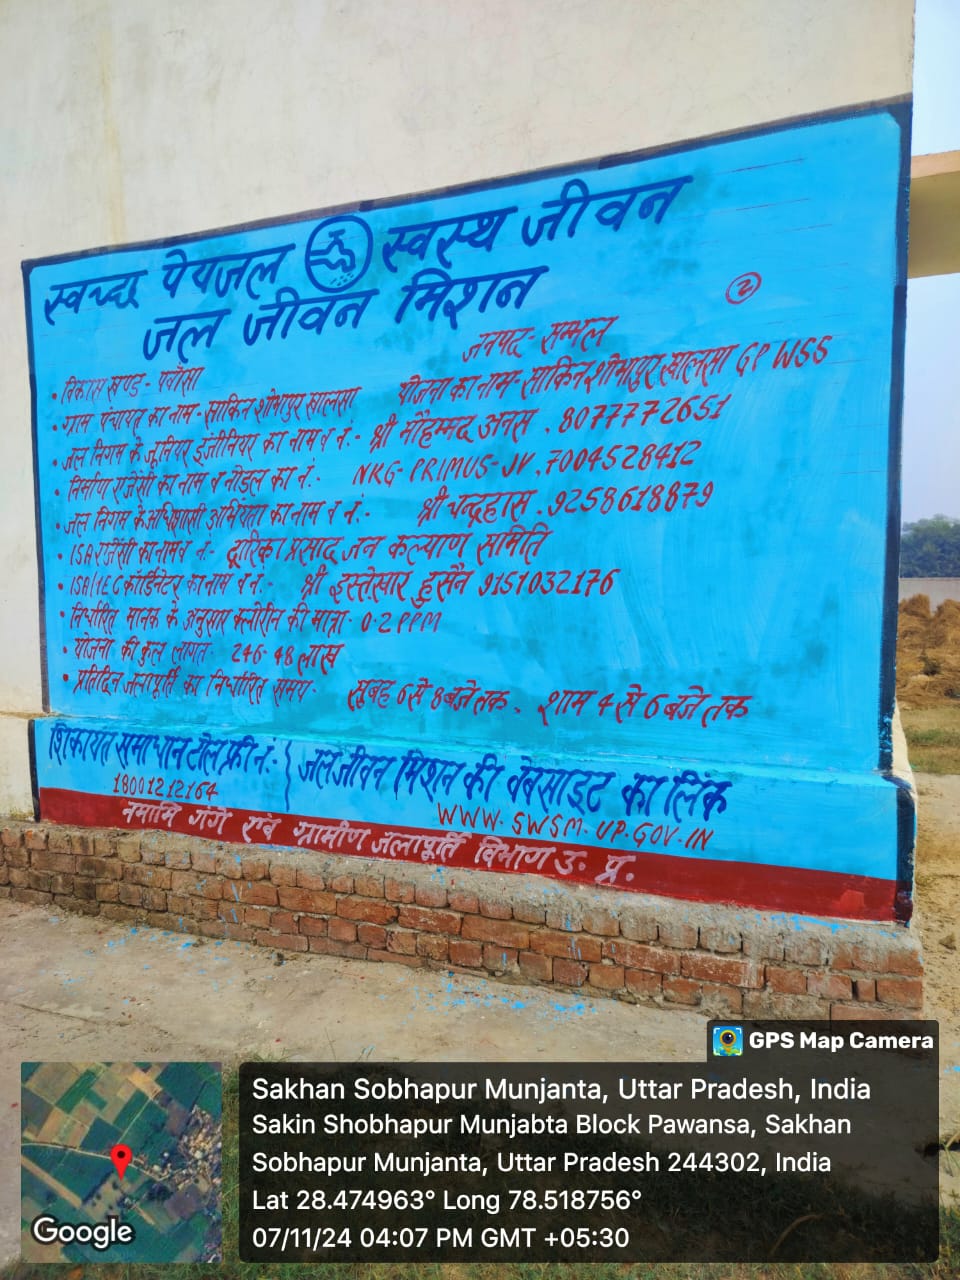 स्वच्छ पेयजल स्वस्थ जीवन
जल जीवन मिशन
2
जनपद- सम्भल
• विकास खण्ड - पवाँसा
योजना का नाम- साकिन शोभापुर खालसा GP WSS
• ग्राम पंचायत का नाम - साकिन शोभापुर खालसा
• जल निगम के जूनियर इंजीनियर का नाम व नं.- श्री मौहम्मद अनस . 8077772651
• निर्माण एजेंसी का नाम व नोडल का नं.- NKG- PRIMUS-JV. 7004528412
• जल निगम के अधिशासी अभियंता का नाम व नं.- श्री चन्द्रहास . 9258618879
• ISA एजेंसी का नाम व नं- द्वारिका प्रसाद जन कल्याण समिति
• ISA/IEC कॉर्डिनेटर का नाम व नं.- श्री इस्तेखार हुसैन 9151032176
• निर्धारित मानक के अनुसार क्लोरीन की मात्रा- 0.2 PPM
• योजना की कुल लागत- 246-48 लाख
• प्रतिदिन जलापूर्ति का निर्धारित समय- सुबह 6 से 8 बजे तक. शाम 4 से 6 बजे तक
शिकायत समाधान टोल फ्री नं:-
18001212164
जल जीवन मिशन की वेबसाइट का लिंक
WWW.SWSM-UP.GOV.IN
नमामि गंगे एवं ग्रामीण जलापूर्ति विभाग उ. प्र.
GPS Map Camera
Sakhan Sobhapur Munjanta, Uttar Pradesh, India
Sakin Shobhapur Munjabta Block Pawansa, Sakhan
Sobhapur Munjanta, Uttar Pradesh 244302, India
Lat 28.474963° Long 78.518756°
07/11/24 04:07 PM GMT +05:30
Google